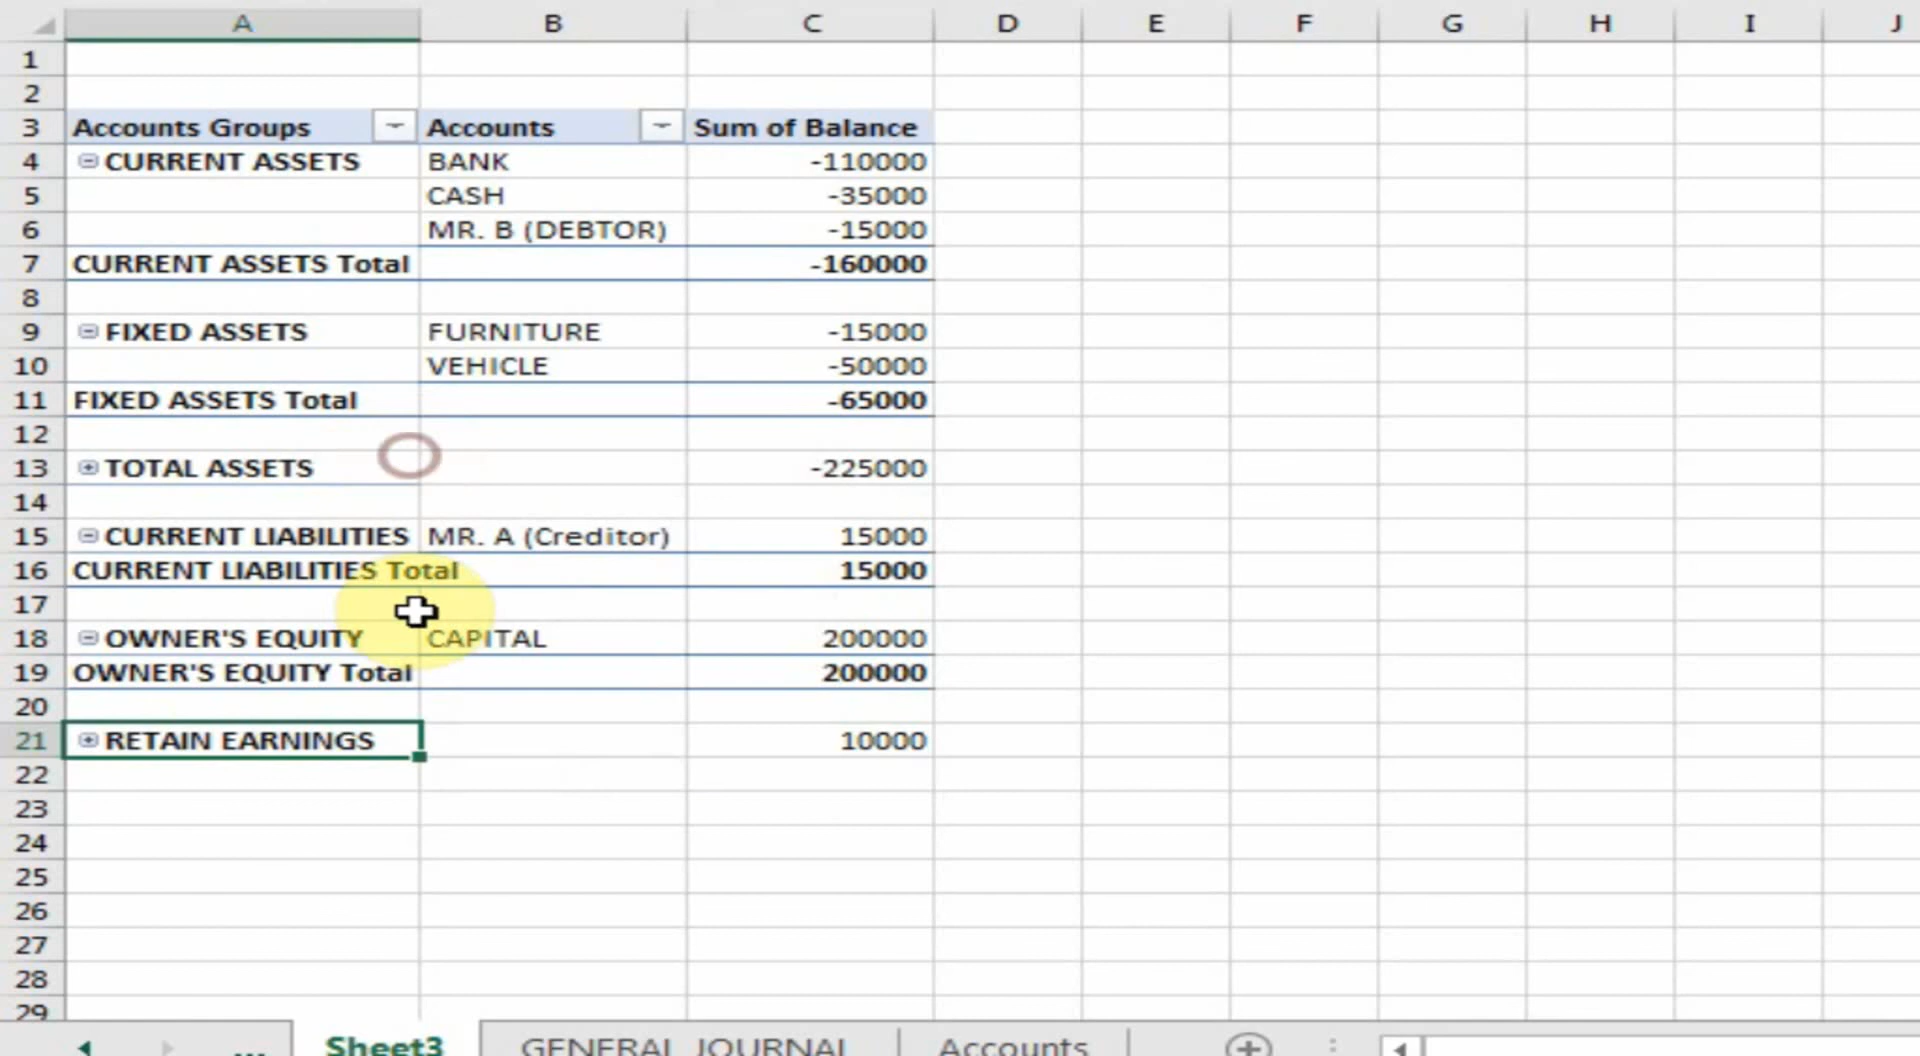 A B C D E F G H I J
1
2
3 Accounts Groups Accounts Sum of Balance
4 CURRENT ASSETS BANK -110000
5 CASH -35000
6 MR. B (DEBTOR) -15000
7 CURRENT ASSETS Total -160000
8
9 FIXED ASSETS FURNITURE -15000
10 VEHICLE -50000
11 FIXED ASSETS Total -65000
12
13 TOTAL ASSETS -225000
14
15 CURRENT LIABILITIES MR. A (Creditor) 15000
16 CURRENT LIABILITIES Total 15000
17
18 OWNER'S EQUITY CAPITAL 200000
19 OWNER'S EQUITY Total 200000
20
21 RETAIN EARNINGS 10000
22
23
24
25
26
27
28
29
... Sheet3 GENERAL JOURNAL Accounts